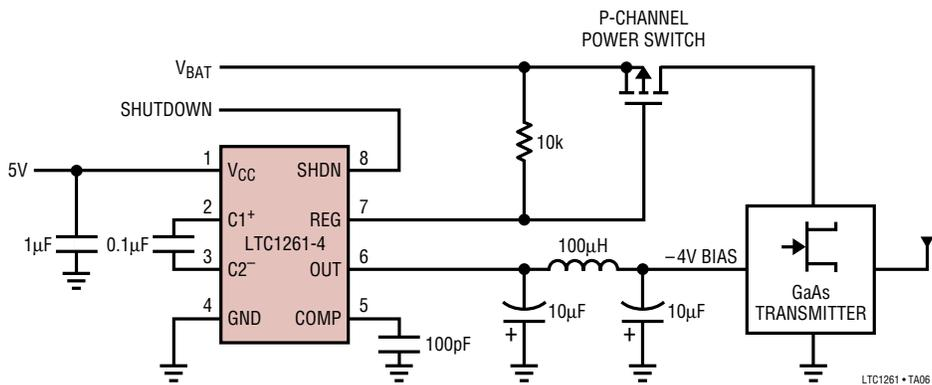 P-CHANNEL
POWER SWITCH
VBAT
SHUTDOWN
10k
5V
1 VCC SHDN 8
2 C1+ REG 7
1µF 0.1µF LTC1261-4
3 C2– OUT 6
100µH
–4V BIAS
4 GND COMP 5
10µF 10µF
+ +
100pF
GaAs
TRANSMITTER
LTC1261 • TA06